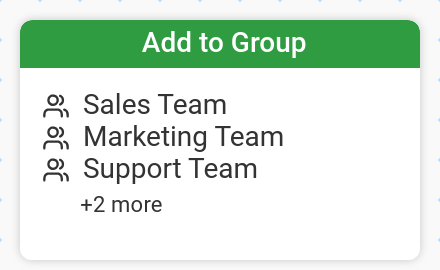 Add to Group
Sales Team
Marketing Team
Support Team
+2 more